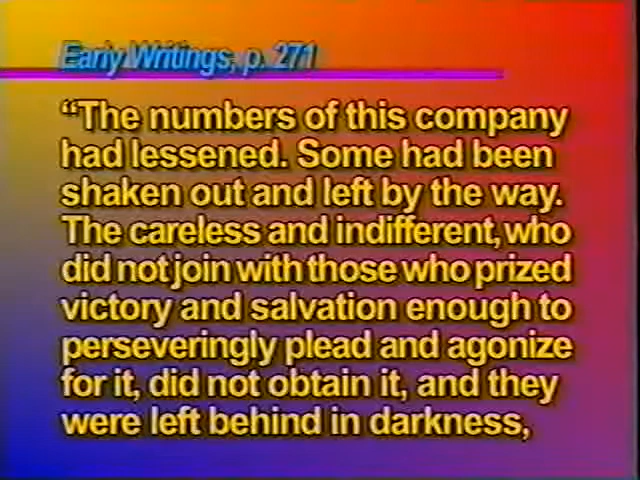 Early Writings, p. 271
“The numbers of this company
had lessened. Some had been
shaken out and left by the way.
The careless and indifferent, who
did not join with those who prized
victory and salvation enough to
perseveringly plead and agonize
for it, did not obtain it, and they
were left behind in darkness,